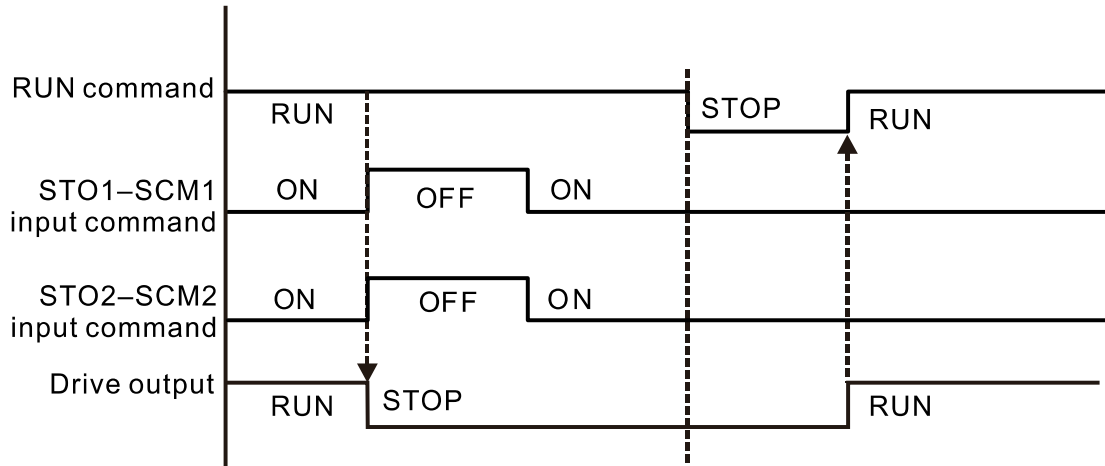 RUN command
RUN
STOP
RUN
STO1–SCM1
input command
ON
OFF
ON
STO2–SCM2
input command
ON
OFF
ON
Drive output
RUN
STOP
RUN